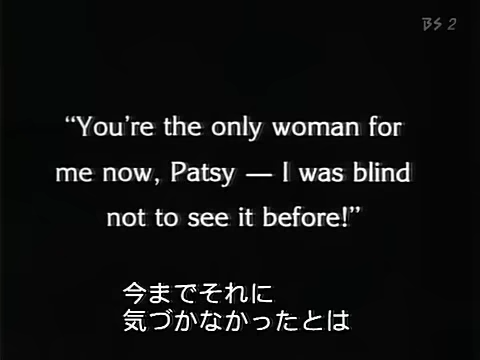 BS 2
“You’re the only woman for
me now, Patsy — I was blind
not to see it before!”
今までそれに
気づかなかったとは